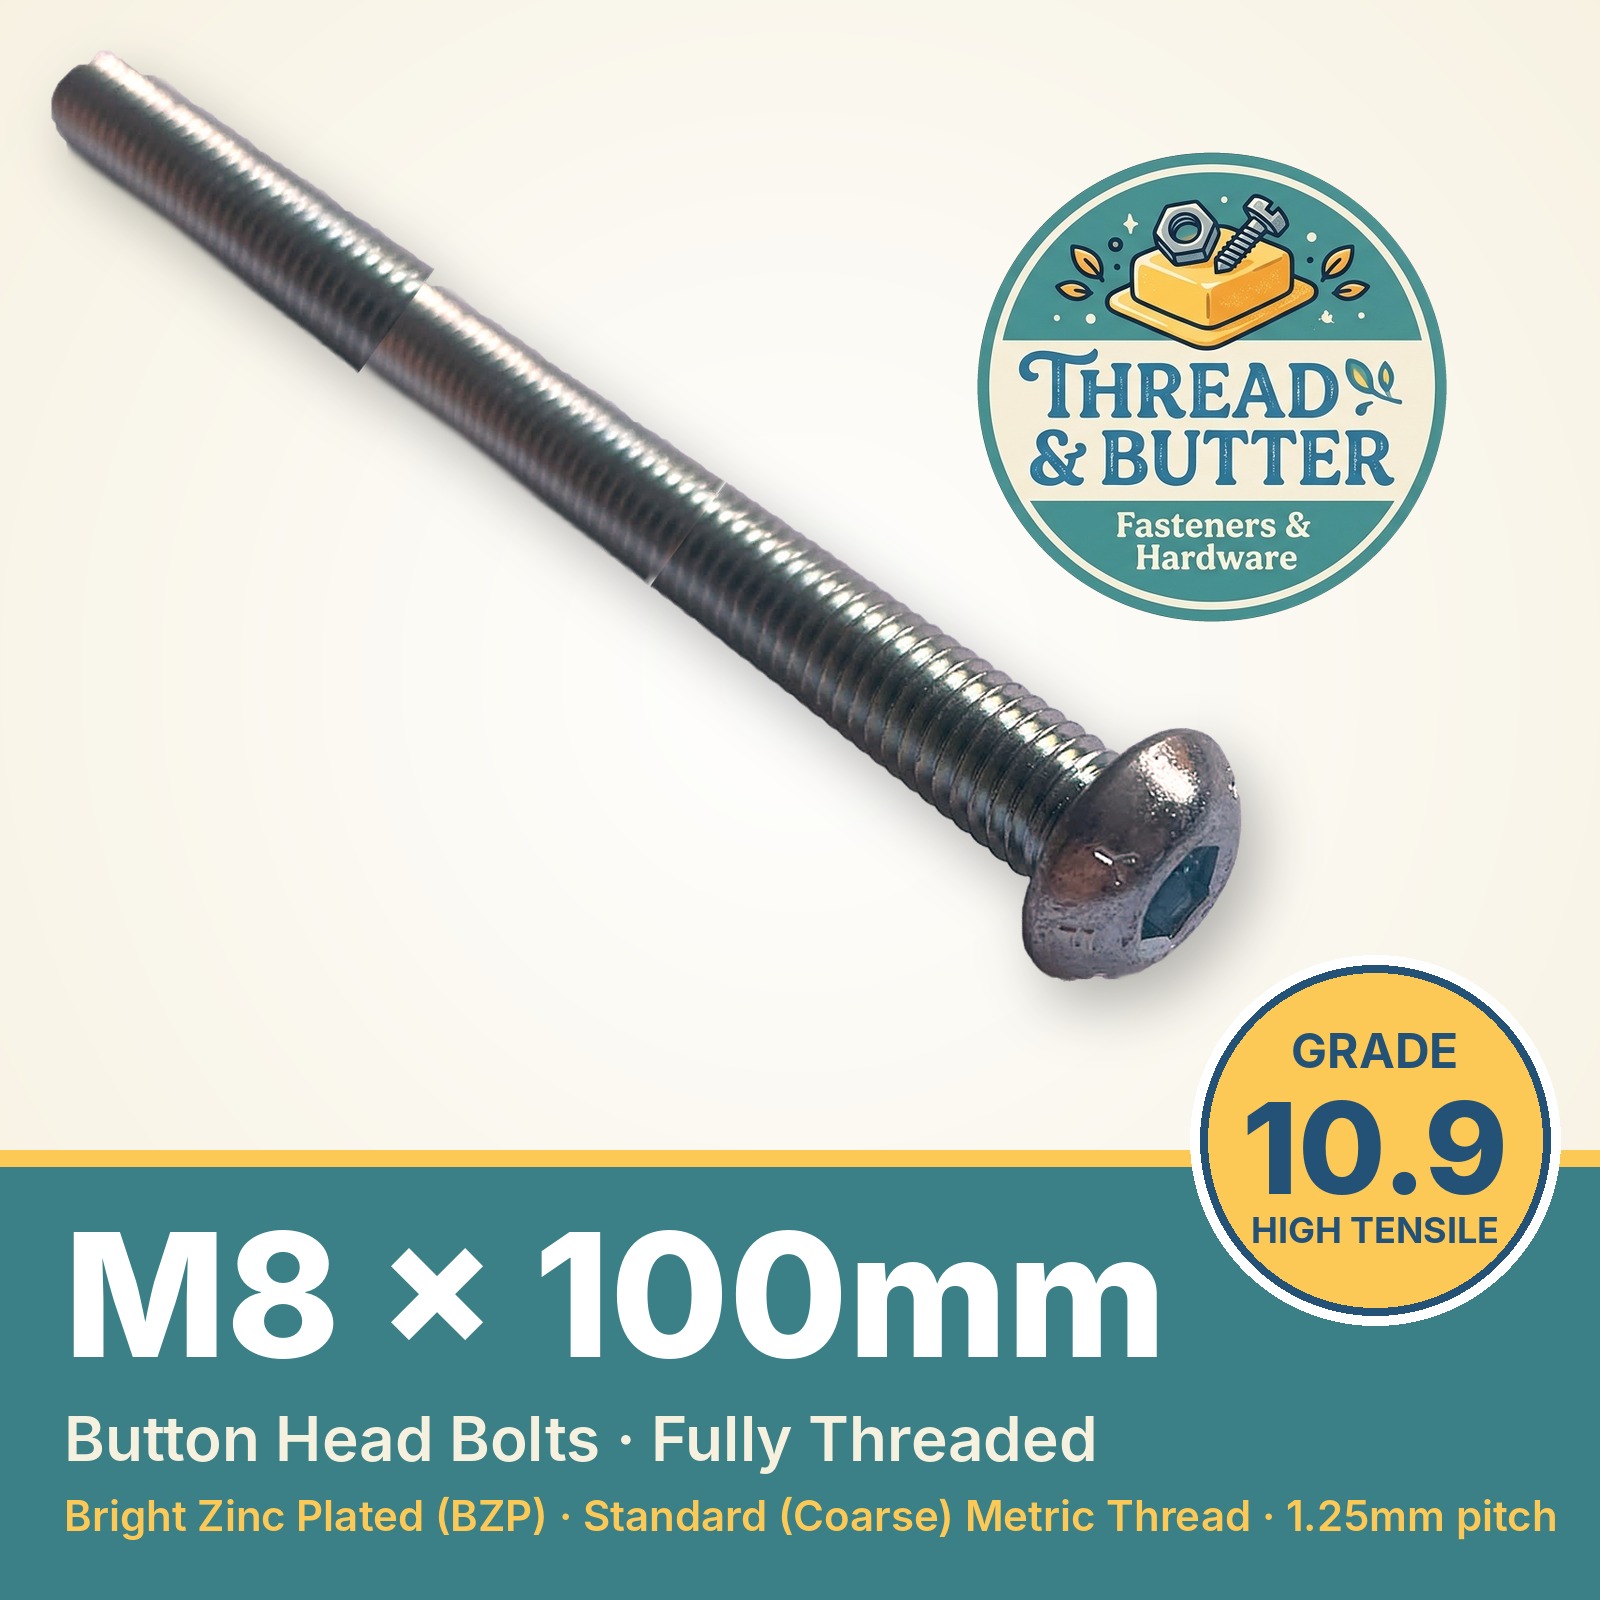 THREAD
& BUTTER
Fasteners &
Hardware
GRADE
10.9
HIGH TENSILE
M8 × 100mm
Button Head Bolts · Fully Threaded
Bright Zinc Plated (BZP) · Standard (Coarse) Metric Thread · 1.25mm pitch